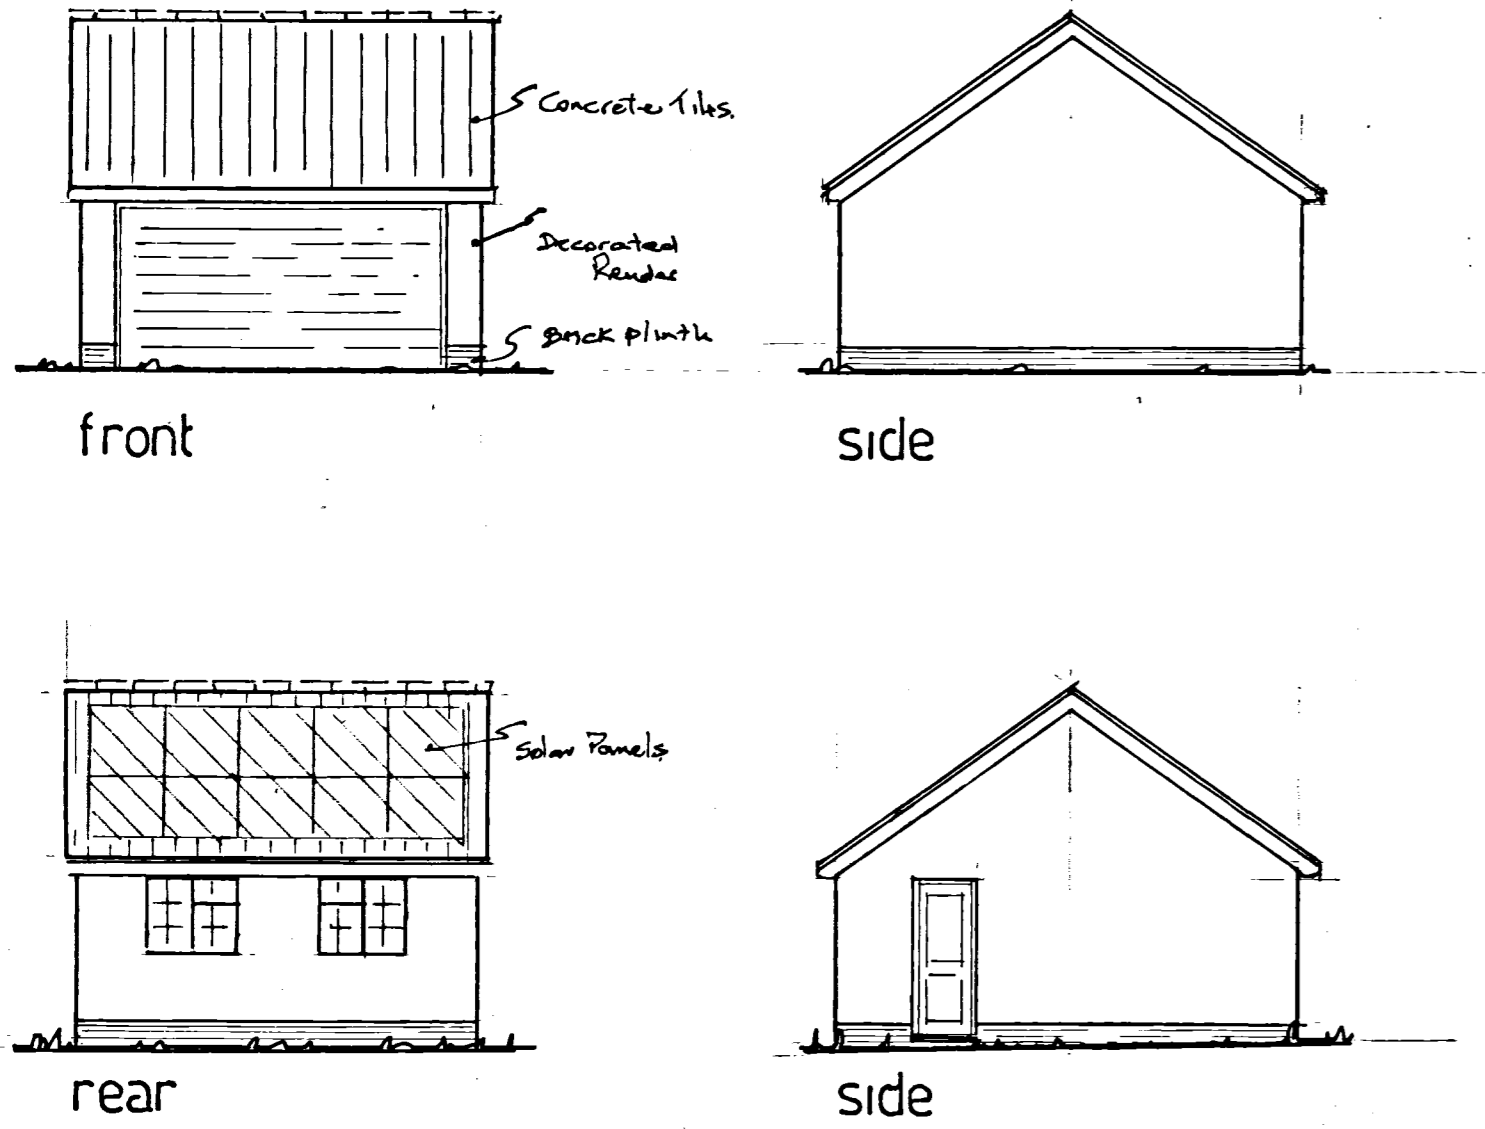 Concrete Tiles.
Decorated
Render
Brick plinth
front
side
Solar Panels
rear
side